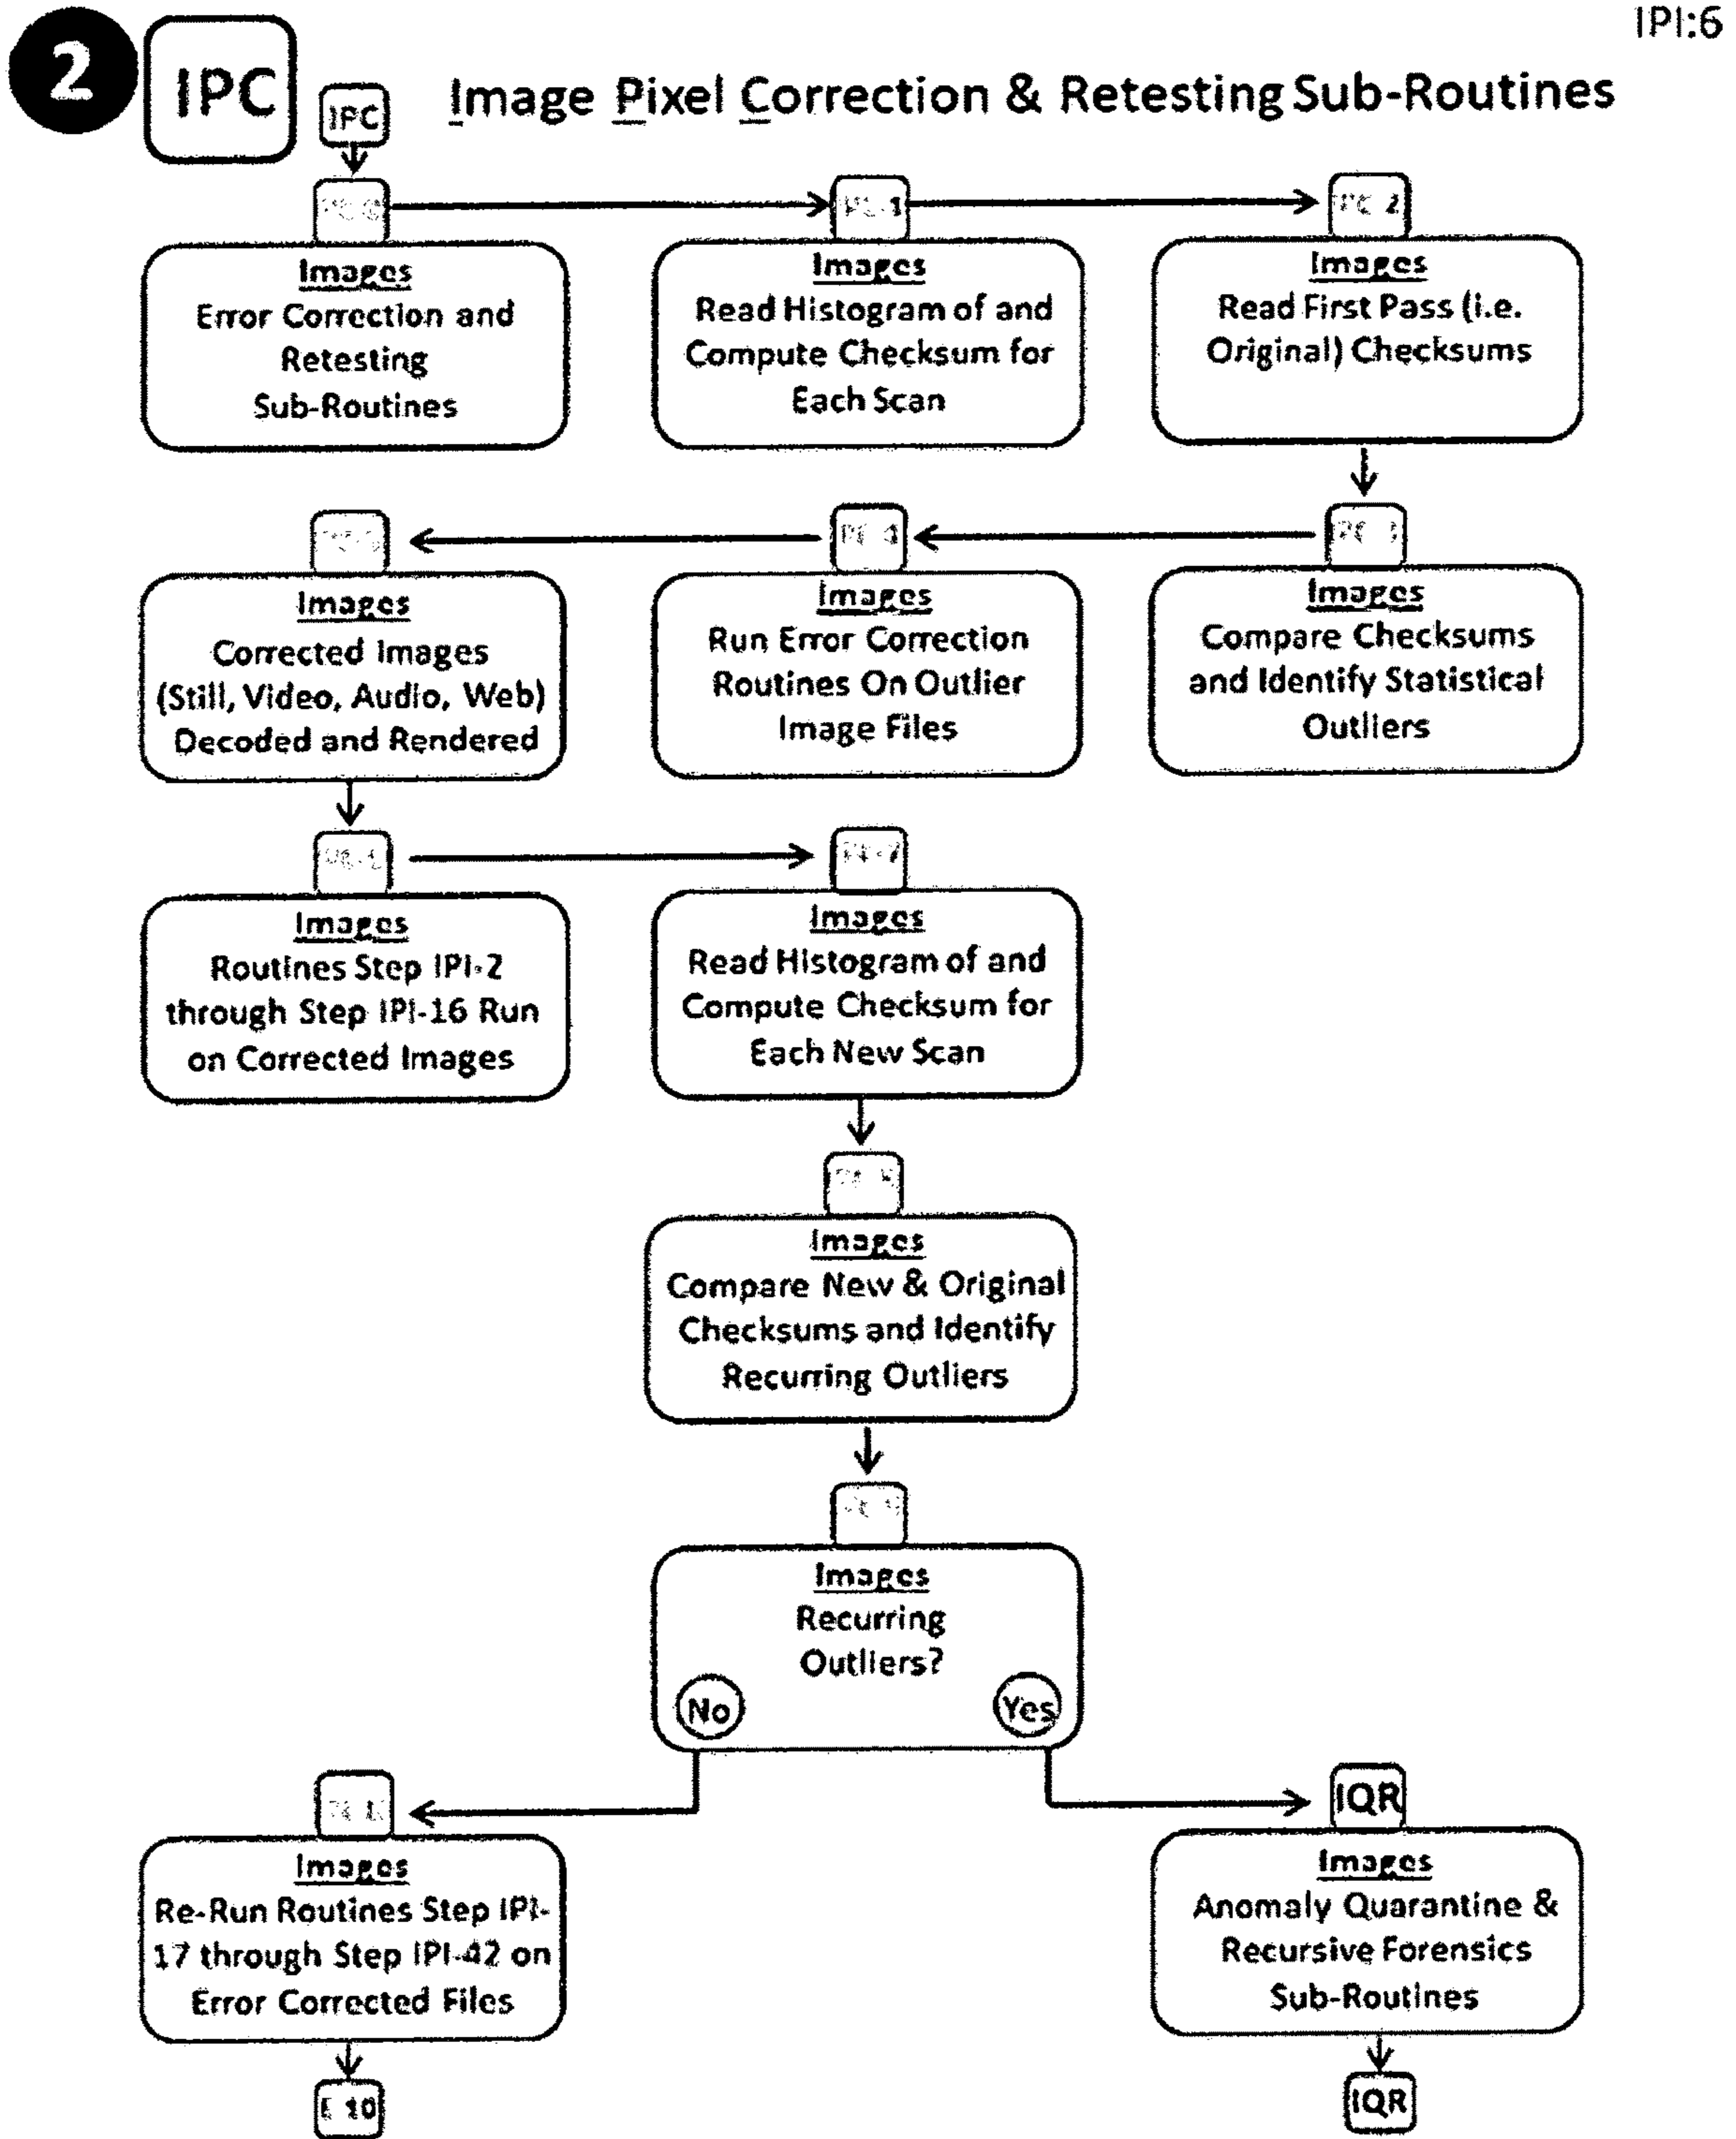 IPI:6
2
IPC
IPC
Image Pixel Correction & Retesting Sub-Routines
Images
Error Correction and
Retesting
Sub-Routines
Images
Read Histogram of and
Compute Checksum for
Each Scan
Images
Read First Pass (i.e.
Original) Checksums
Images
Corrected Images
(Still, Video, Audio, Web)
Decoded and Rendered
Images
Run Error Correction
Routines On Outlier
Image Files
Images
Compare Checksums
and Identify Statistical
Outliers
Images
Routines Step IPI-2
through Step IPI-16 Run
on Corrected Images
Images
Read Histogram of and
Compute Checksum for
Each New Scan
Images
Compare New & Original
Checksums and Identify
Recurring Outliers
Images
Recurring
Outliers?
No
Yes
Images
Re-Run Routines Step IPI-
17 through Step IPI-42 on
Error Corrected Files
IQR
Images
Anomaly Quarantine &
Recursive Forensics
Sub-Routines
IQR